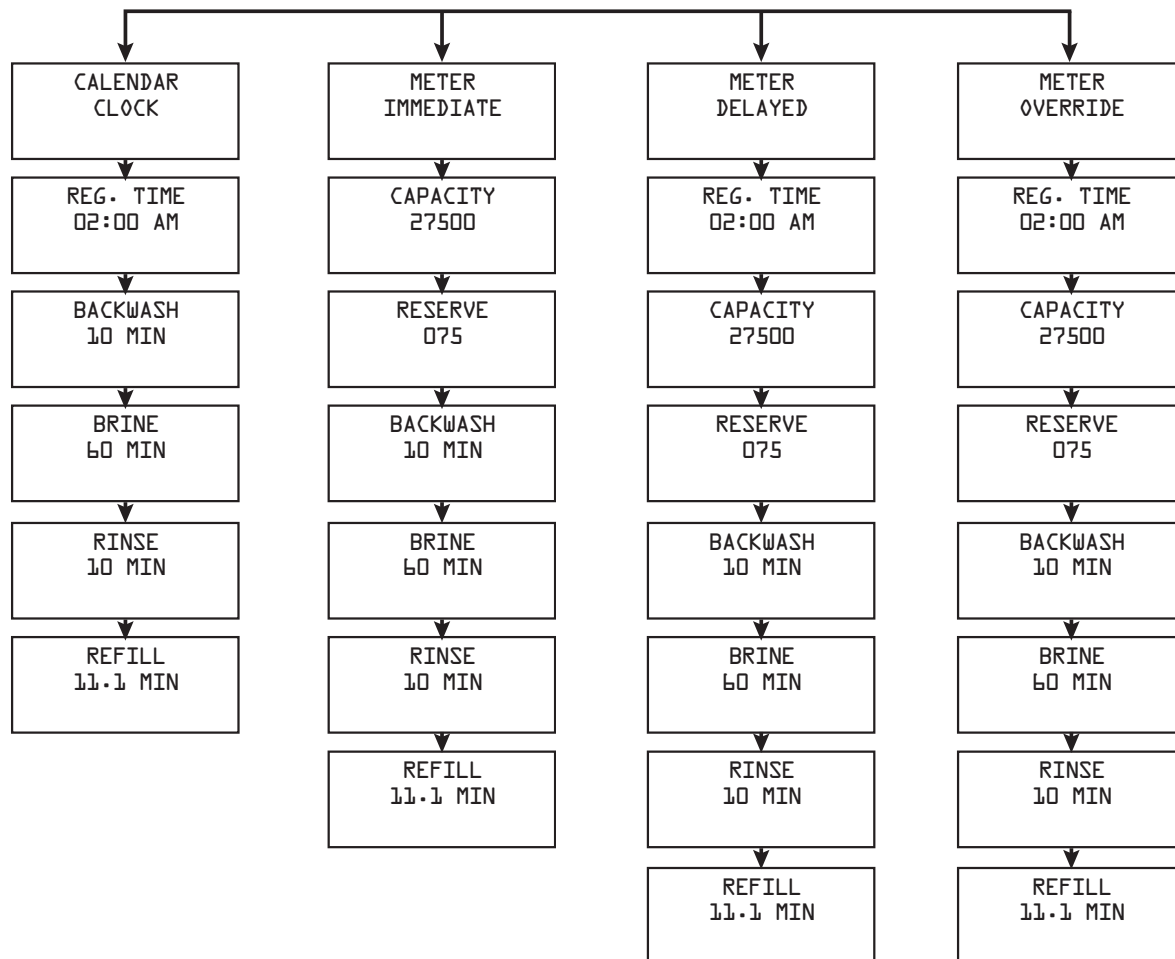 CALENDAR
CLOCK
REG. TIME
02:00 AM
BACKWASH
10 MIN
BRINE
60 MIN
RINSE
10 MIN
REFILL
11.1 MIN
METER
IMMEDIATE
CAPACITY
27500
RESERVE
075
BACKWASH
10 MIN
BRINE
60 MIN
RINSE
10 MIN
REFILL
11.1 MIN
METER
DELAYED
REG. TIME
02:00 AM
CAPACITY
27500
RESERVE
075
BACKWASH
10 MIN
BRINE
60 MIN
RINSE
10 MIN
REFILL
11.1 MIN
METER
OVERRIDE
REG. TIME
02:00 AM
CAPACITY
27500
RESERVE
075
BACKWASH
10 MIN
BRINE
60 MIN
RINSE
10 MIN
REFILL
11.1 MIN